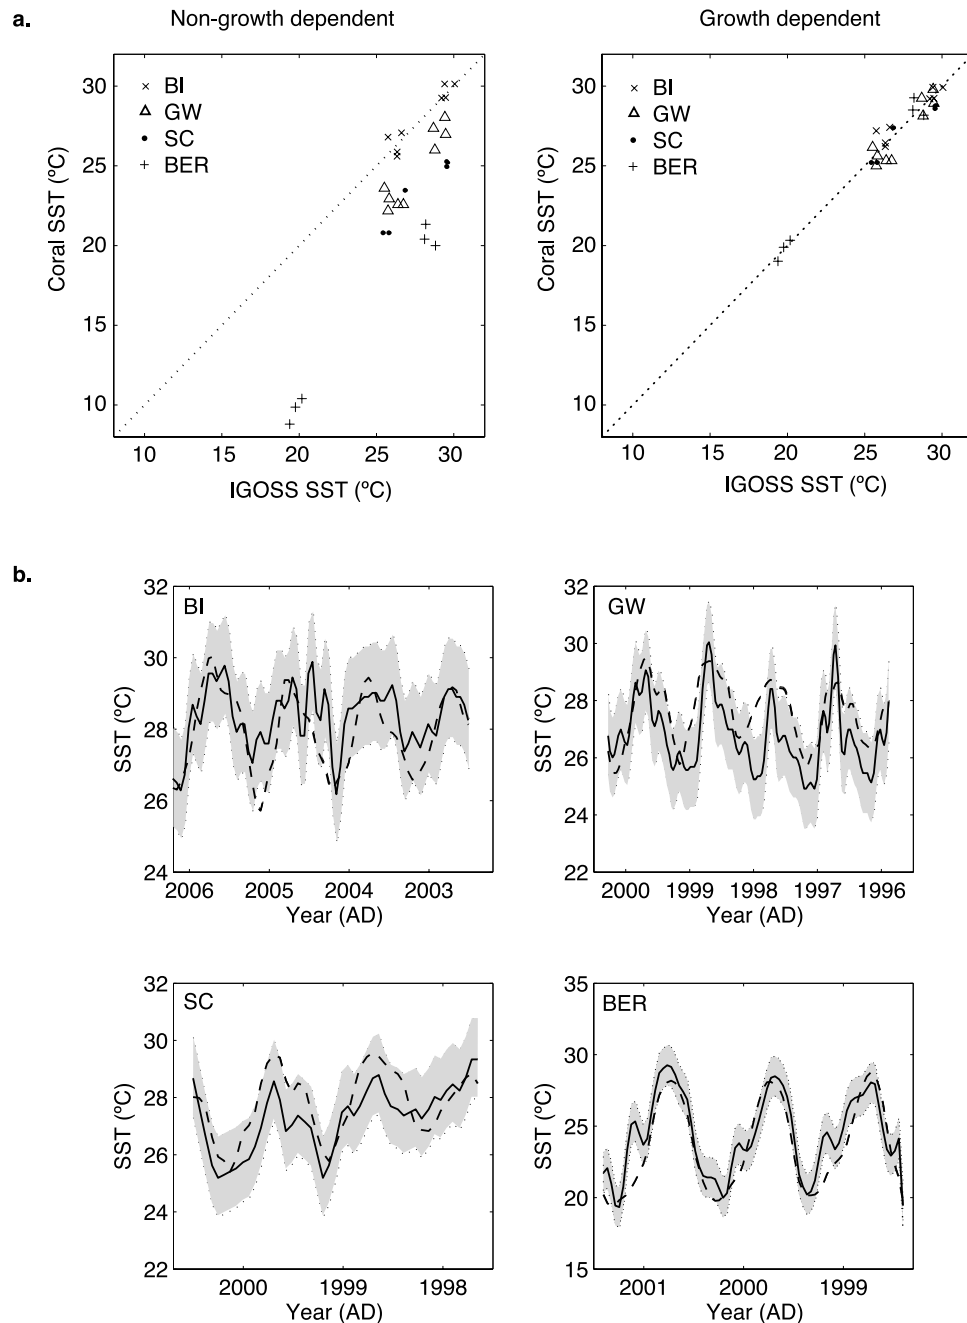 a.
Non-growth dependent
Growth dependent
30
25
20
15
10
10 15 20 25 30
Coral SST (ºC)
IGOSS SST (ºC)
× BI
△ GW
• SC
+ BER
30
25
20
15
10
10 15 20 25 30
Coral SST (ºC)
IGOSS SST (ºC)
× BI
△ GW
• SC
+ BER
b.
BI
32
30
28
26
24
SST (ºC)
2006 2005 2004 2003
Year (AD)
GW
32
30
28
26
24
22
SST (ºC)
2000 1999 1998 1997 1996
Year (AD)
SC
32
30
28
26
24
22
SST (ºC)
2000 1999 1998
Year (AD)
BER
35
30
25
20
15
SST (ºC)
2001 2000 1999
Year (AD)